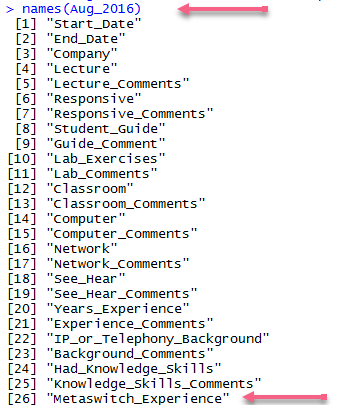 > names(Aug_2016)
[1] "Start_Date"
[2] "End_Date"
[3] "Company"
[4] "Lecture"
[5] "Lecture_Comments"
[6] "Responsive"
[7] "Responsive_Comments"
[8] "Student_Guide"
[9] "Guide_Comment"
[10] "Lab_Exercises"
[11] "Lab_Comments"
[12] "Classroom"
[13] "Classroom_Comments"
[14] "Computer"
[15] "Computer_Comments"
[16] "Network"
[17] "Network_Comments"
[18] "See_Hear"
[19] "See_Hear_Comments"
[20] "Years_Experience"
[21] "Experience_Comments"
[22] "IP_or_Telephony_Background"
[23] "Background_Comments"
[24] "Had_Knowledge_Skills"
[25] "Knowledge_Skills_Comments"
[26] "Metaswitch_Experience"